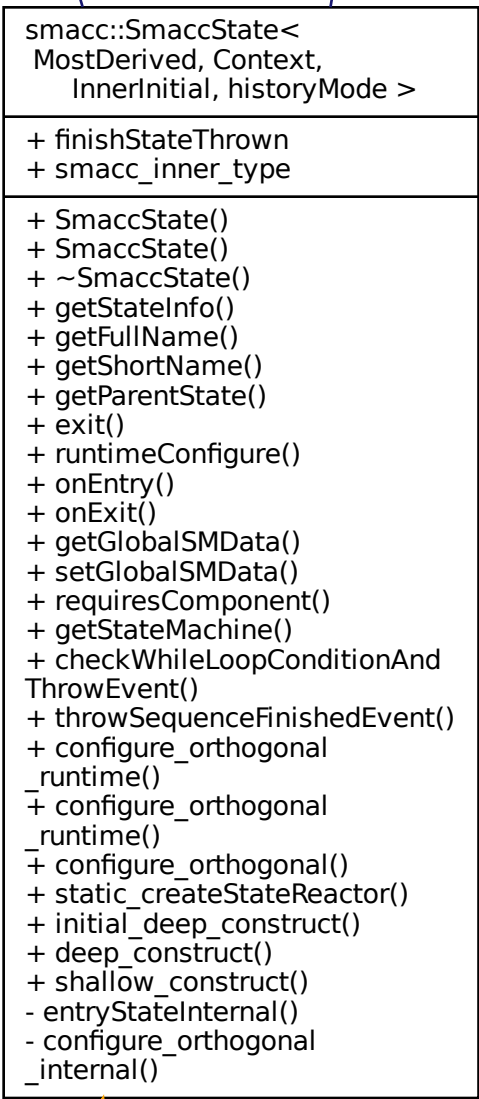 smacc::SmaccState<
MostDerived, Context,
InnerInitial, historyMode >
+ finishStateThrown
+ smacc_inner_type
+ SmaccState()
+ SmaccState()
+ ~SmaccState()
+ getStateInfo()
+ getFullName()
+ getShortName()
+ getParentState()
+ exit()
+ runtimeConfigure()
+ onEntry()
+ onExit()
+ getGlobalSMData()
+ setGlobalSMData()
+ requiresComponent()
+ getStateMachine()
+ checkWhileLoopConditionAnd
ThrowEvent()
+ throwSequenceFinishedEvent()
+ configure_orthogonal
_runtime()
+ configure_orthogonal
_runtime()
+ configure_orthogonal()
+ static_createStateReactor()
+ initial_deep_construct()
+ deep_construct()
+ shallow_construct()
- entryStateInternal()
- configure_orthogonal
_internal()